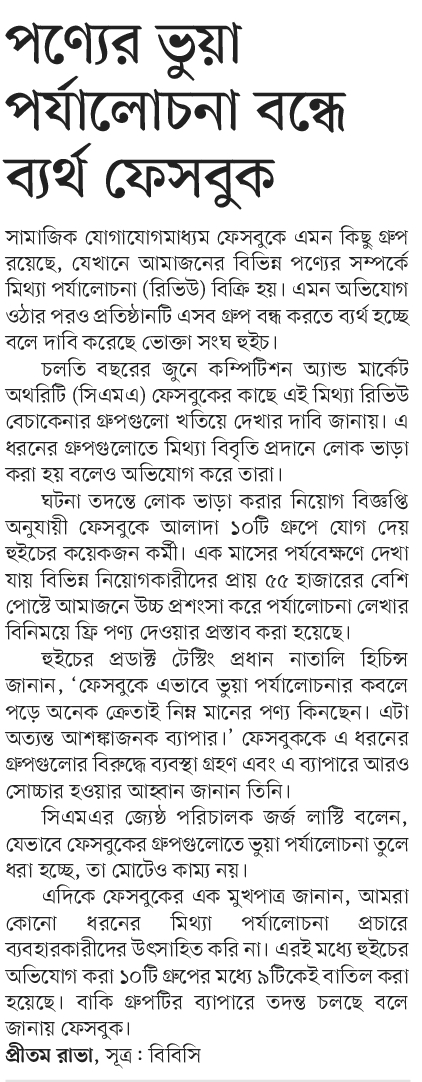 পণ্যের ভুয়া
পর্যালোচনা বন্ধে
ব্যর্থ ফেসবুক
সামাজিক যোগাযোগমাধ্যম ফেসবুকে এমন কিছু গ্রুপ
রয়েছে, যেখানে আমাজনের বিভিন্ন পণ্যের সম্পর্কে
মিথ্যা পর্যালোচনা (রিভিউ) বিক্রি হয়। এমন অভিযোগ
ওঠার পরও প্রতিষ্ঠানটি এসব গ্রুপ বন্ধ করতে ব্যর্থ হচ্ছে
বলে দাবি করেছে ভোক্তা সংঘ হুইচ।
চলতি বছরের জুনে কম্পিটিশন অ্যান্ড মার্কেট
অথরিটি (সিএমএ) ফেসবুকের কাছে এই মিথ্যা রিভিউ
বেচাকেনার গ্রুপগুলো খতিয়ে দেখার দাবি জানায়। এ
ধরনের গ্রুপগুলোতে মিথ্যা বিবৃতি প্রদানে লোক ভাড়া
করা হয় বলেও অভিযোগ করে তারা।
ঘটনা তদন্তে লোক ভাড়া করার নিয়োগ বিজ্ঞপ্তি
অনুযায়ী ফেসবুকে আলাদা ১০টি গ্রুপে যোগ দেয়
হুইচের কয়েকজন কর্মী। এক মাসের পর্যবেক্ষণে দেখা
যায় বিভিন্ন নিয়োগকারীদের প্রায় ৫৫ হাজারের বেশি
পোস্টে আমাজনে উচ্চ প্রশংসা করে পর্যালোচনা লেখার
বিনিময়ে ফ্রি পণ্য দেওয়ার প্রস্তাব করা হয়েছে।
হুইচের প্রডাক্ট টেস্টিং প্রধান নাতালি হিচিন্স
জানান, ‘ফেসবুকে এভাবে ভুয়া পর্যালোচনার কবলে
পড়ে অনেক ক্রেতাই নিম্ন মানের পণ্য কিনছেন। এটা
অত্যন্ত আশঙ্কাজনক ব্যাপার।’ ফেসবুককে এ ধরনের
গ্রুপগুলোর বিরুদ্ধে ব্যবস্থা গ্রহণ এবং এ ব্যাপারে আরও
সোচ্চার হওয়ার আহ্বান জানান তিনি।
সিএমএর জ্যেষ্ঠ পরিচালক জর্জ লাস্টি বলেন,
যেভাবে ফেসবুকের গ্রুপগুলোতে ভুয়া পর্যালোচনা তুলে
ধরা হচ্ছে, তা মোটেও কাম্য নয়।
এদিকে ফেসবুকের এক মুখপাত্র জানান, আমরা
কোনো ধরনের মিথ্যা পর্যালোচনা প্রচারে
ব্যবহারকারীদের উৎসাহিত করি না। এরই মধ্যে হুইচের
অভিযোগ করা ১০টি গ্রুপের মধ্যে ৯টিকেই বাতিল করা
হয়েছে। বাকি গ্রুপটির ব্যাপারে তদন্ত চলছে বলে
জানায় ফেসবুক।
প্রীতম রাভা, সূত্র : বিবিসি